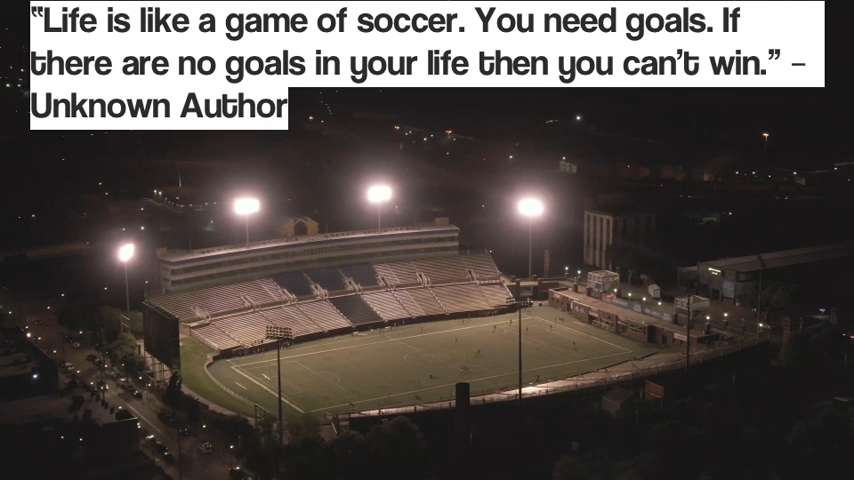 “Life is like a game of soccer. You need goals. If
there are no goals in your life then you can’t win.” –
Unknown Author